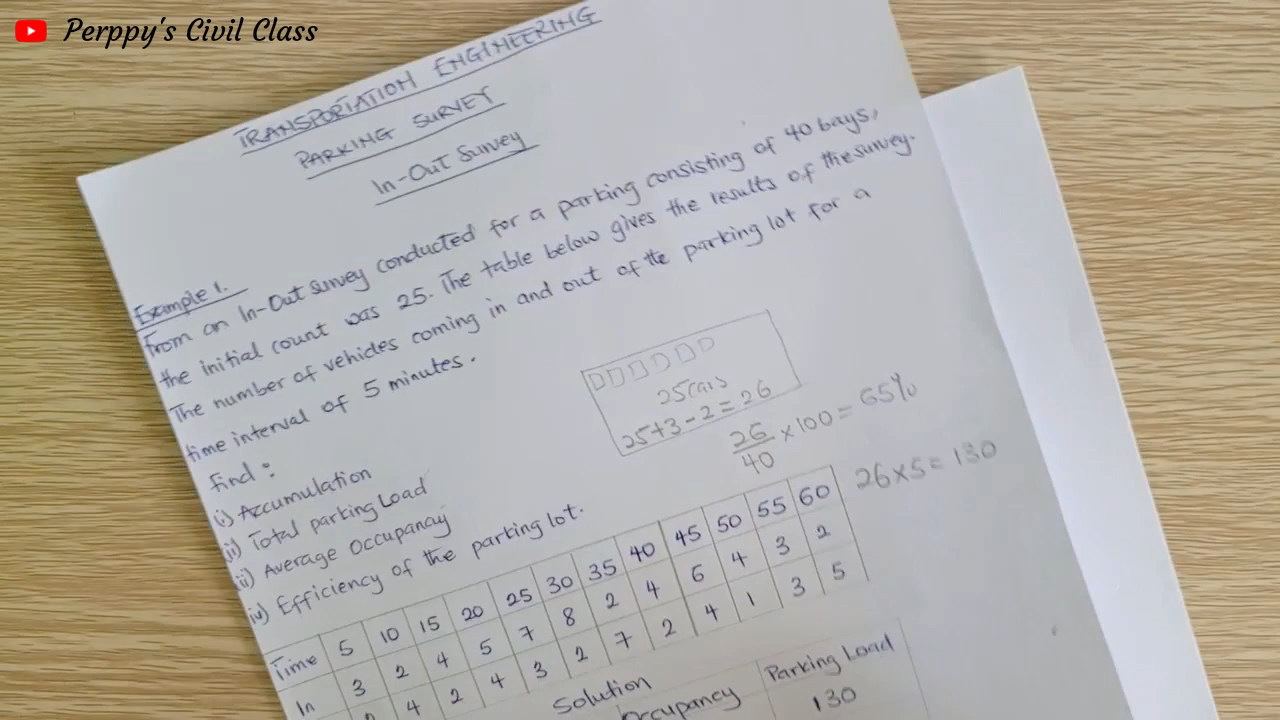 Perppy's Civil Class
TRANSPORTATION ENGINEERING
PARKING SURVEY
In-Out Survey
Example 1.
From an In-Out survey conducted for a parking consisting of 40 bays,
the initial count was 25. The table below gives the results of the survey.
The number of vehicles coming in and out of the parking lot for a
time interval of 5 minutes.
Find:
i) Accumulation
ii) Total parking Load
iii) Average Occupancy
iv) Efficiency of the parking lot.
25cars
25+3-2=26
26/40 × 100 = 65%
26×5=130
Time 5 10 15 20 25 30 35 40 45 50 55 60
In 3 2 4 5 7 8 2 4 6 4 3 2
4 2 4 3 2 7 2 4 1 3 5
Solution
Occupancy Parking Load
130